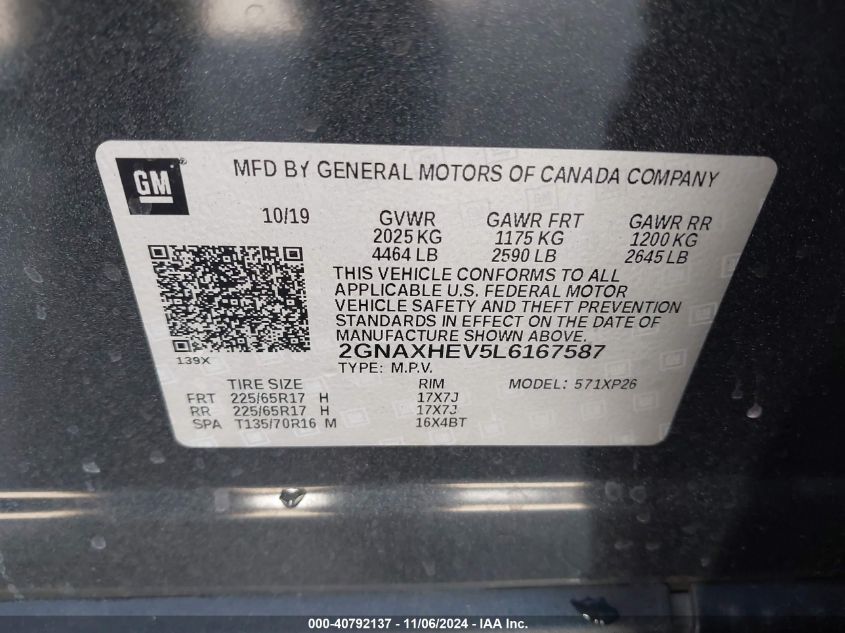 GM
MFD BY GENERAL MOTORS OF CANADA COMPANY
10/19 GVWR GAWR FRT GAWR RR
2025 KG 1175 KG 1200 KG
4464 LB 2590 LB 2645 LB
THIS VEHICLE CONFORMS TO ALL
APPLICABLE U.S. FEDERAL MOTOR
VEHICLE SAFETY AND THEFT PREVENTION
STANDARDS IN EFFECT ON THE DATE OF
MANUFACTURE SHOWN ABOVE.
139X 2GNAXHEV5L6167587
TYPE: M.P.V.
TIRE SIZE RIM MODEL: 571XP26
FRT 225/65R17 H 17X7J
RR 225/65R17 H 17X7J
SPA T135/70R16 M 16X4BT
000-40792137 - 11/06/2024 - IAA Inc.